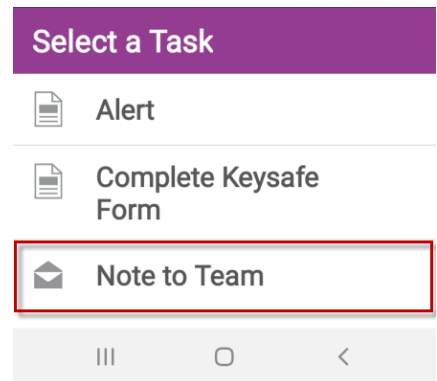 Select a Task
Alert
Complete Keysafe
Form
Note to Team